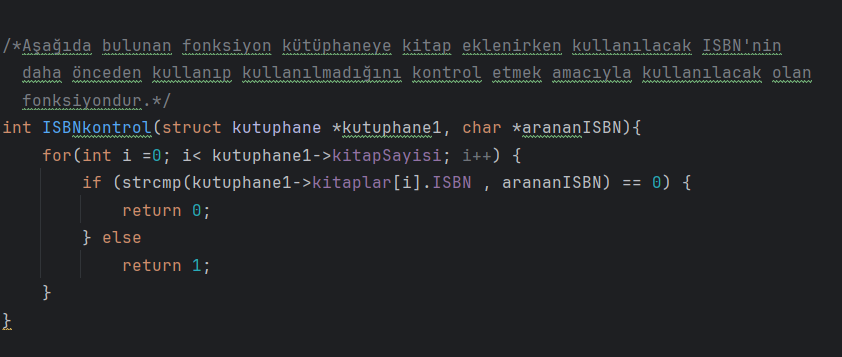 /*Aşağıda bulunan fonksiyon kütüphaneye kitap eklenirken kullanılacak ISBN'nin
daha önceden kullanıp kullanılmadığını kontrol etmek amacıyla kullanılacak olan
fonksiyondur.*/
int ISBNkontrol(struct kutuphane *kutuphane1, char *arananISBN){
for(int i =0; i< kutuphane1->kitapSayisi; i++) {
if (strcmp(kutuphane1->kitaplar[i].ISBN , arananISBN) == 0) {
return 0;
} else
return 1;
}
}